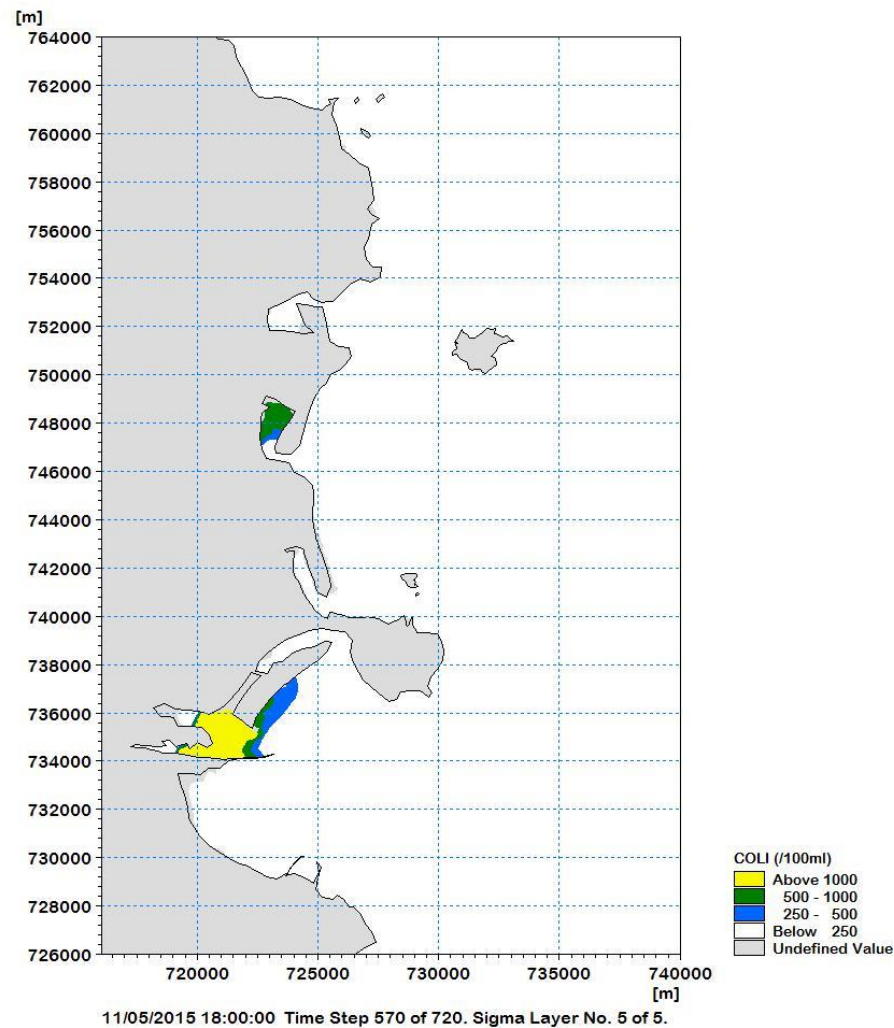 [m]
764000
762000
760000
758000
756000
754000
752000
750000
748000
746000
744000
742000
740000
738000
736000
734000
732000
730000
728000
726000
720000 725000 730000 735000 740000
[m]
COLI (/100ml)
Above 1000
500 - 1000
250 - 500
Below 250
Undefined Value
11/05/2015 18:00:00 Time Step 570 of 720. Sigma Layer No. 5 of 5.